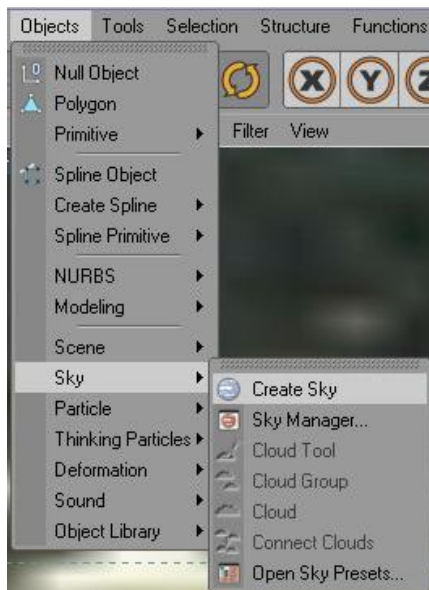 Objects Tools Selection Structure Functions
Null Object
Polygon
Primitive
Spline Object
Create Spline
Spline Primitive
NURBS
Modeling
Scene
Sky
Particle
Thinking Particles
Deformation
Sound
Object Library
X Y Z
Filter View
Create Sky
Sky Manager...
Cloud Tool
Cloud Group
Cloud
Connect Clouds
Open Sky Presets...